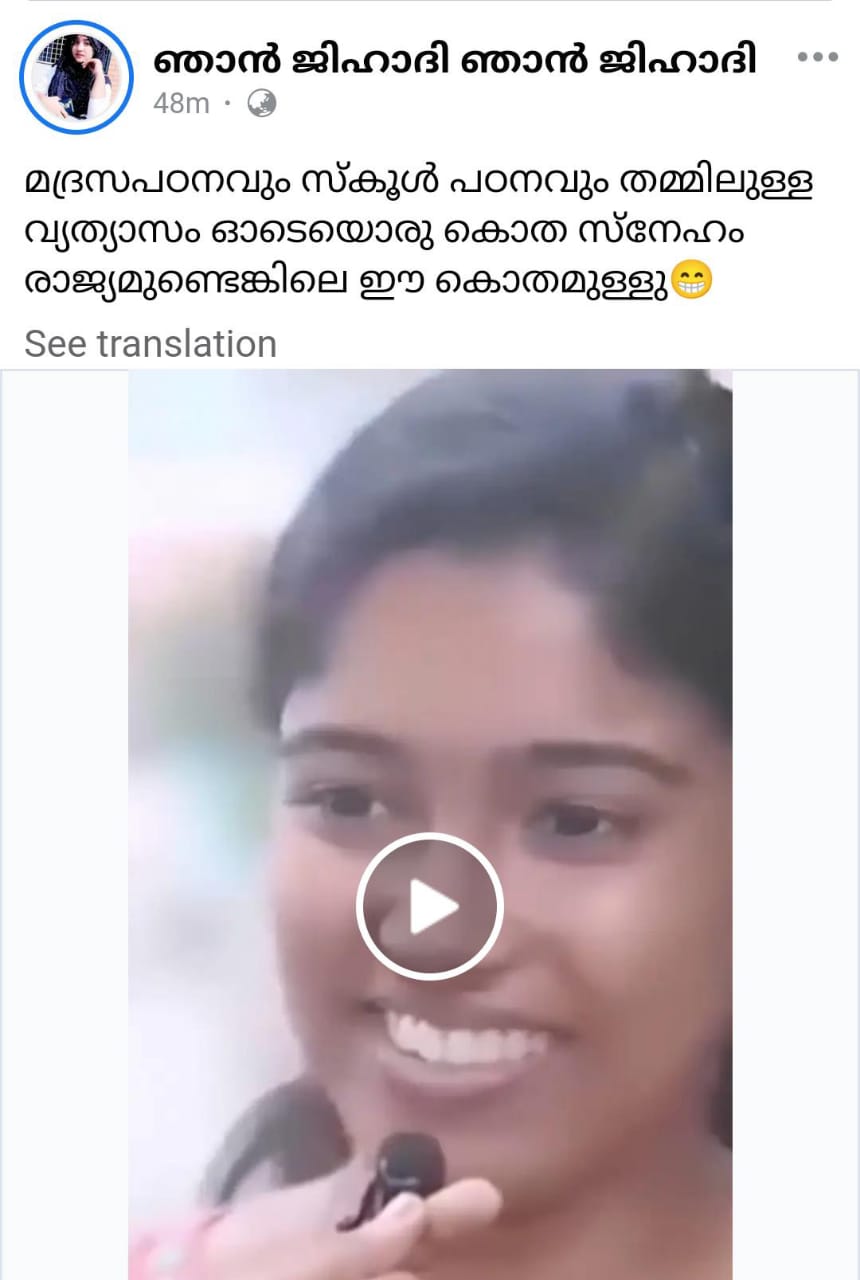 ഞാൻ ജിഹാദി ഞാൻ ജിഹാദി
48m ·
മദ്രസപഠനവും സ്കൂൾ പഠനവും തമ്മിലുള്ള
വ്യത്യാസം ഓടെയൊരു കൊത സ്നേഹം
രാജ്യമുണ്ടെങ്കിലെ ഈ കൊതമുള്ളു😁
See translation